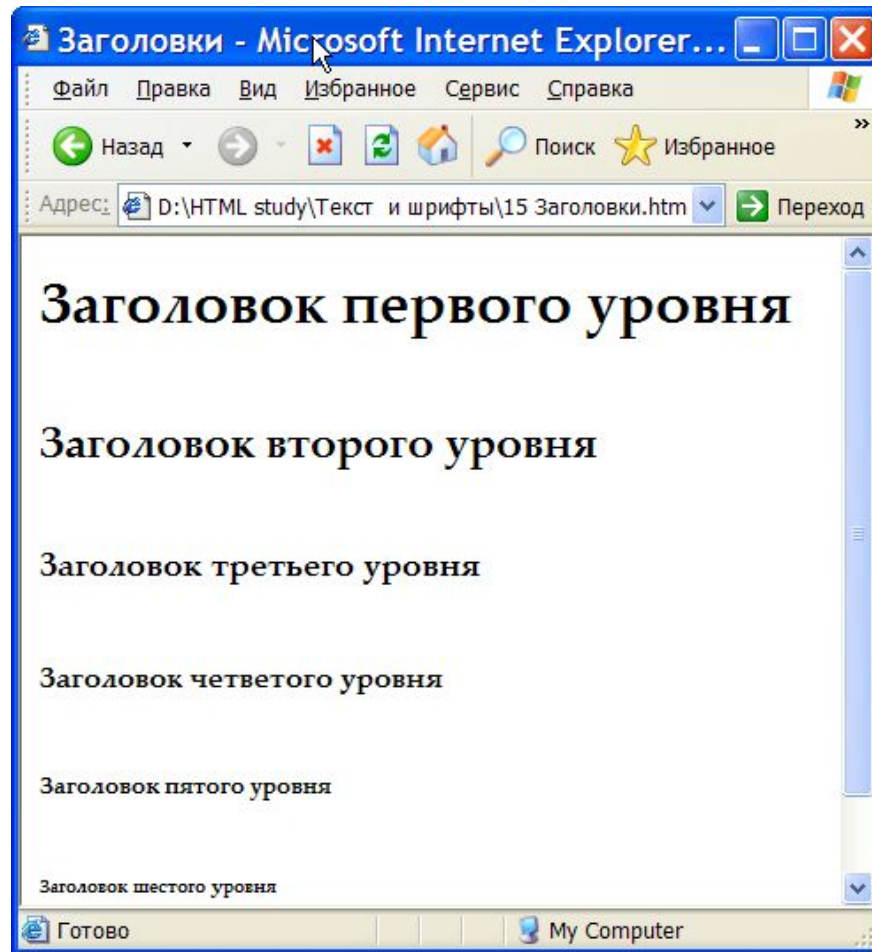 Заголовки - Microsoft Internet Explorer...
Файл Правка Вид Избранное Сервис Справка
Назад Поиск Избранное »
Адрес: D:\HTML study\Текст и шрифты\15 Заголовки.htm Переход
Заголовок первого уровня
Заголовок второго уровня
Заголовок третьего уровня
Заголовок четветого уровня
Заголовок пятого уровня
Заголовок шестого уровня
Готово My Computer